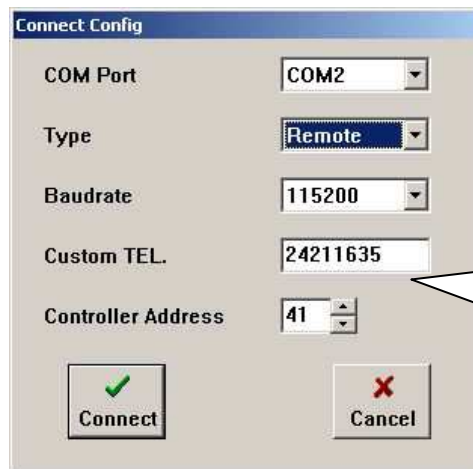 Connect Config
COM Port COM2
Type Remote
Baudrate 115200
Custom TEL. 24211635
Controller Address 41
Connect Cancel